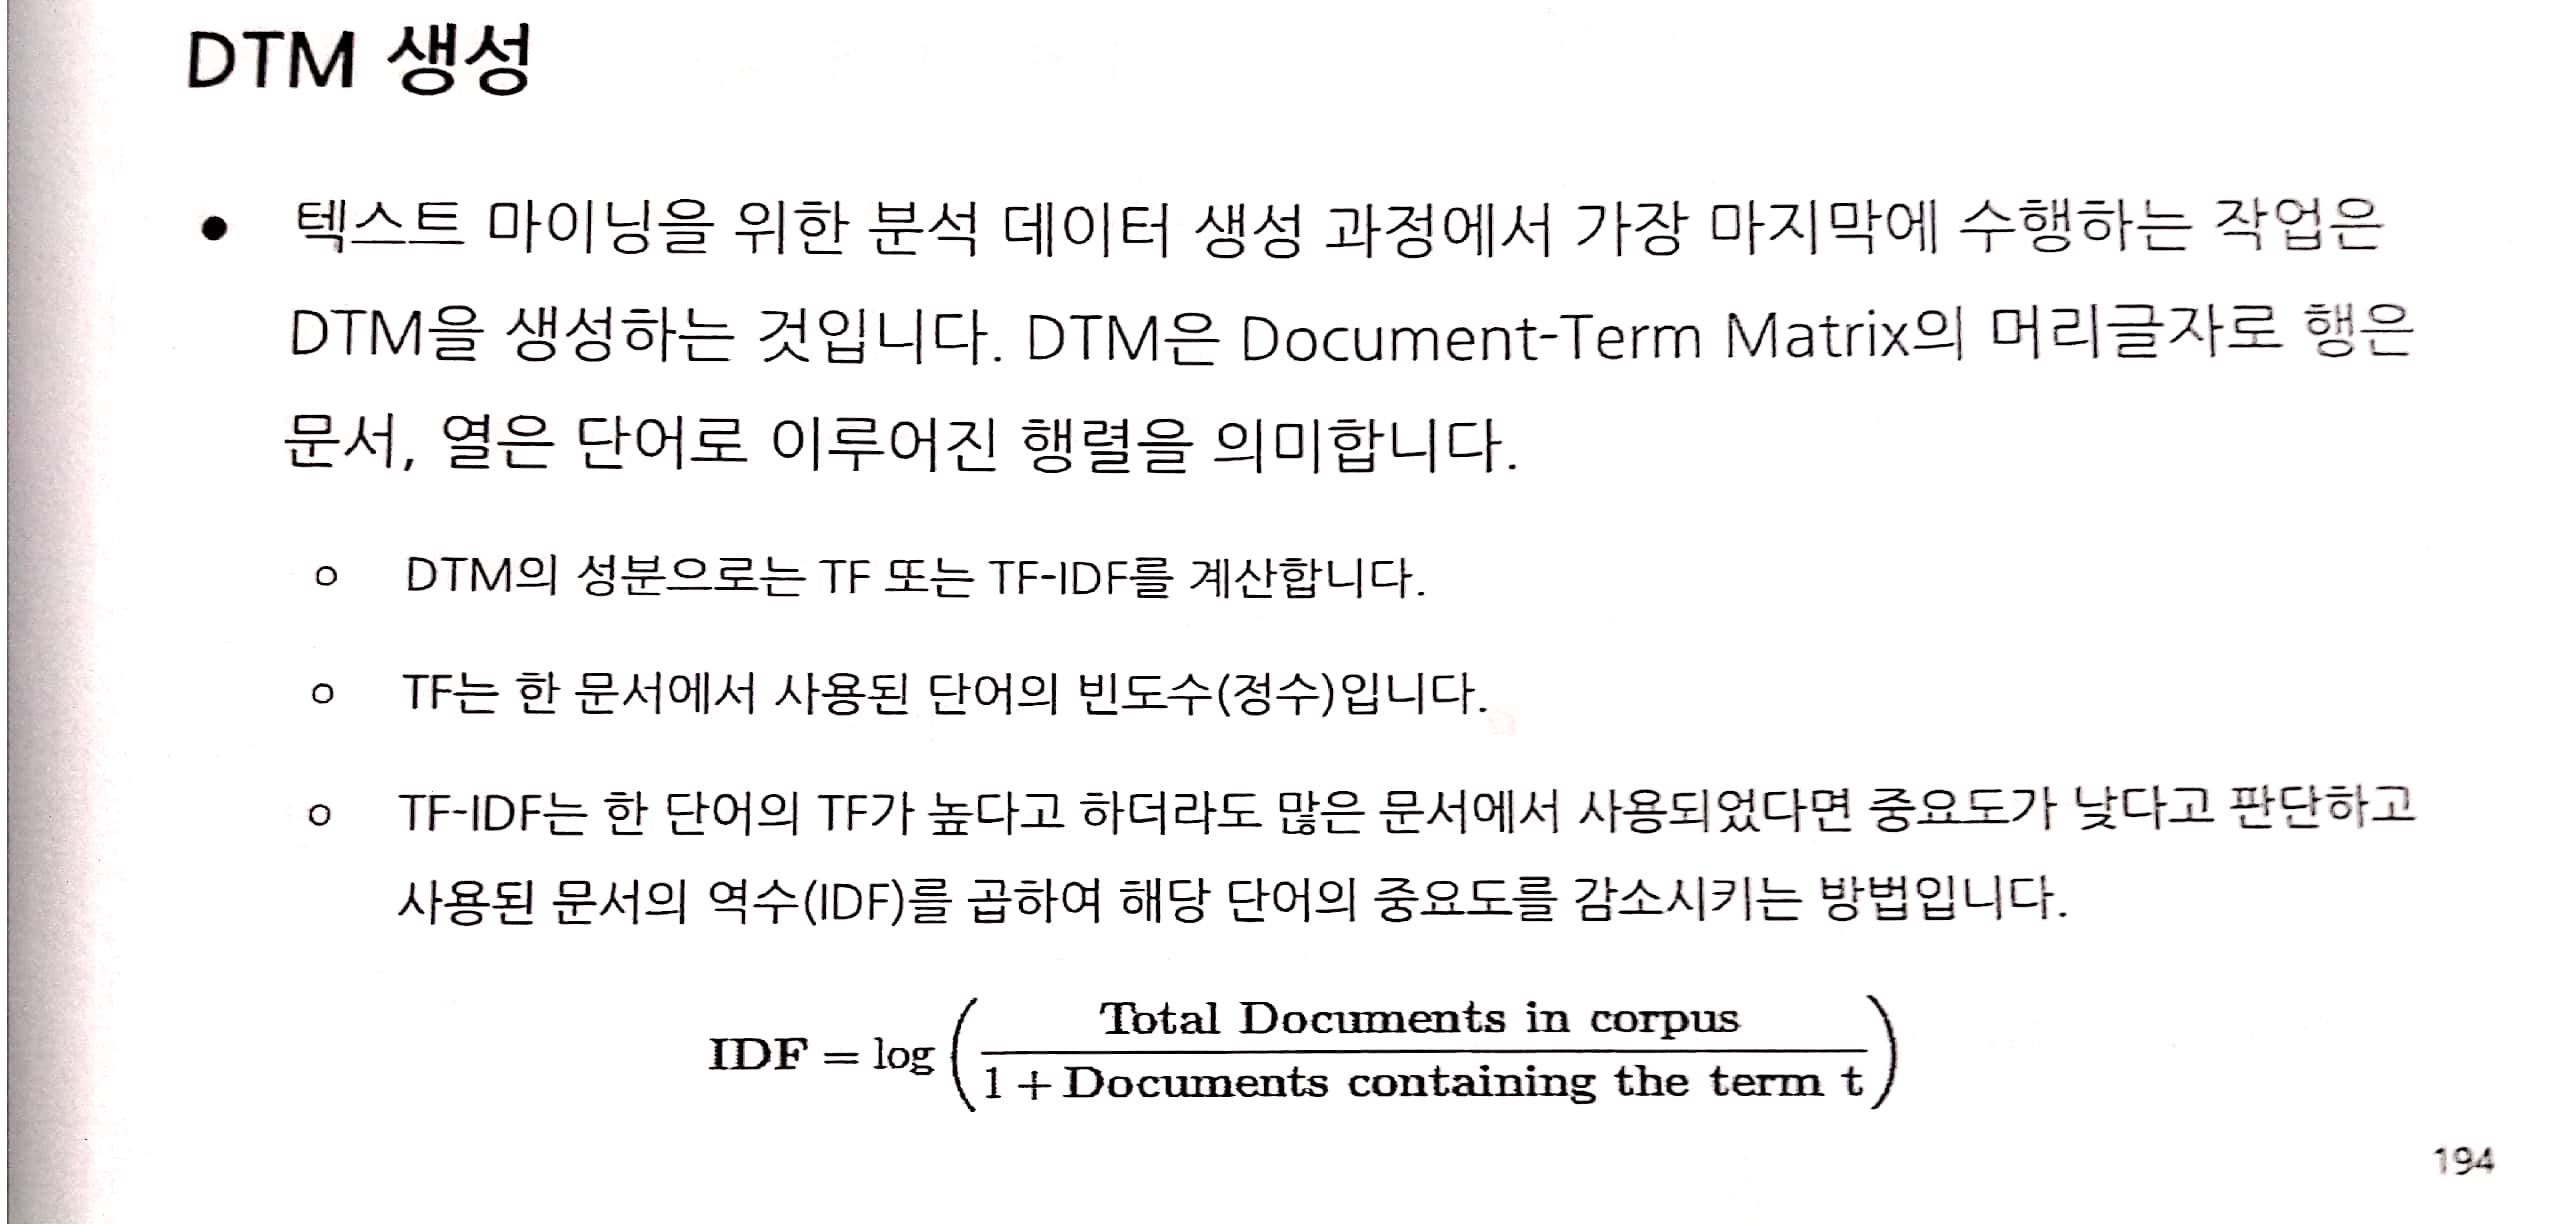 DTM 생성
● 텍스트 마이닝을 위한 분석 데이터 생성 과정에서 가장 마지막에 수행하는 작업은
DTM을 생성하는 것입니다. DTM은 Document-Term Matrix의 머리글자로 행은
문서, 열은 단어로 이루어진 행렬을 의미합니다.
○ DTM의 성분으로는 TF 또는 TF-IDF를 계산합니다.
○ TF는 한 문서에서 사용된 단어의 빈도수(정수)입니다.
○ TF-IDF는 한 단어의 TF가 높다고 하더라도 많은 문서에서 사용되었다면 중요도가 낮다고 판단하고
사용된 문서의 역수(IDF)를 곱하여 해당 단어의 중요도를 감소시키는 방법입니다.
Total Documents in corpus
IDF = log ( )
1 + Documents containing the term t
194